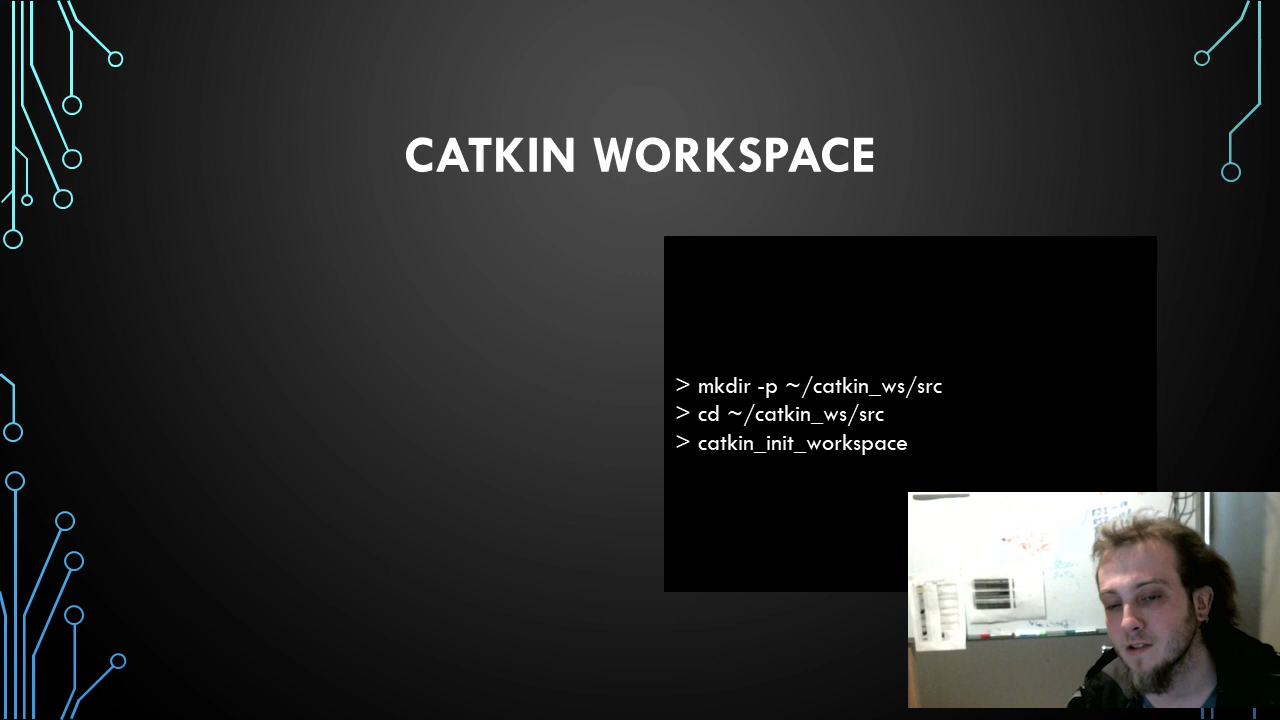 CATKIN WORKSPACE
> mkdir -p ~/catkin_ws/src
> cd ~/catkin_ws/src
> catkin_init_workspace